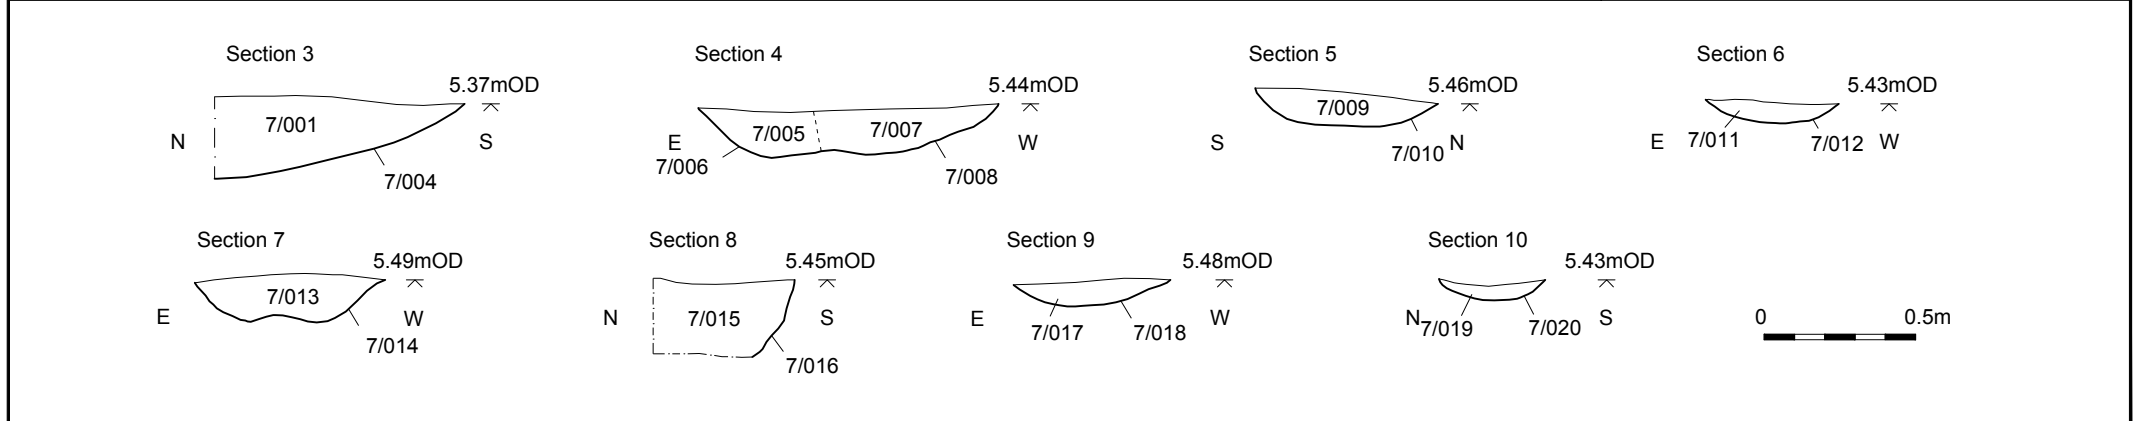 Section 3
5.37mOD
7/001
N
S
7/004
Section 4
5.44mOD
7/005
7/007
E
W
7/006
7/008
Section 5
5.46mOD
7/009
S
7/010
N
Section 6
5.43mOD
E
7/011
7/012
W
Section 7
5.49mOD
7/013
E
W
7/014
Section 8
5.45mOD
N
7/015
S
7/016
Section 9
5.48mOD
E
W
7/017
7/018
Section 10
5.43mOD
N
S
7/019
7/020
0
0.5m